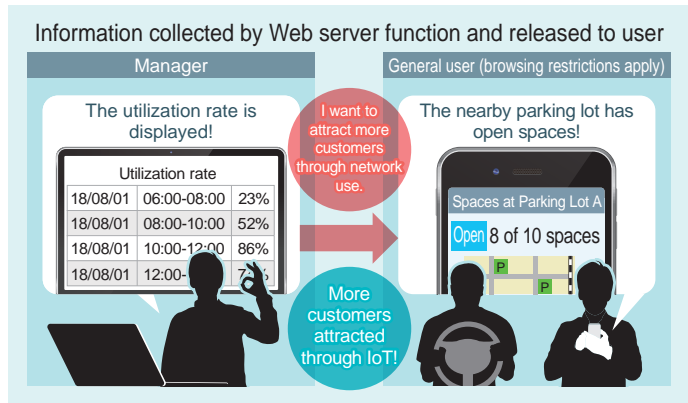 Information collected by Web server function and released to user
Manager
The utilization rate is
displayed!
Utilization rate
18/08/01 06:00-08:00 23%
18/08/01 08:00-10:00 52%
18/08/01 10:00-12:00 86%
18/08/01 12:00-
I want to
attract more
customers
through network
use.
More
customers
attracted
through IoT!
General user (browsing restrictions apply)
The nearby parking lot has
open spaces!
Spaces at Parking Lot A
Open 8 of 10 spaces
P
P